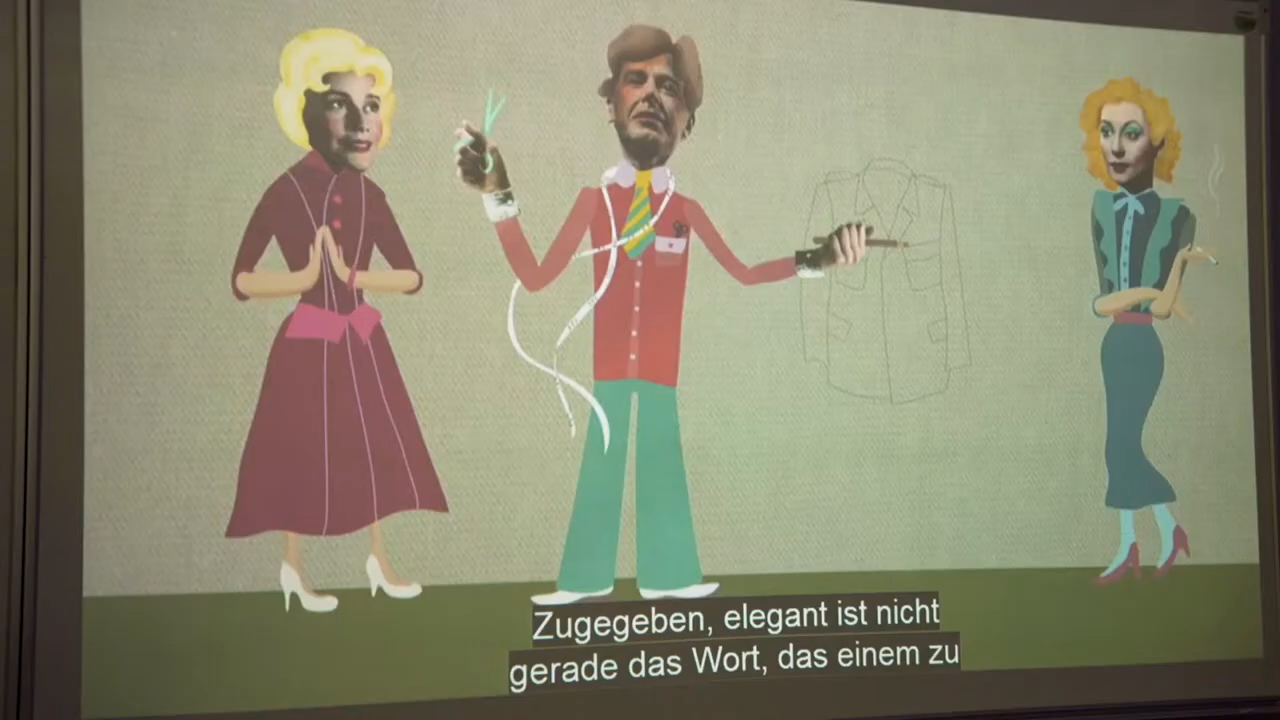 Zugegeben, elegant ist nicht
gerade das Wort, das einem zu